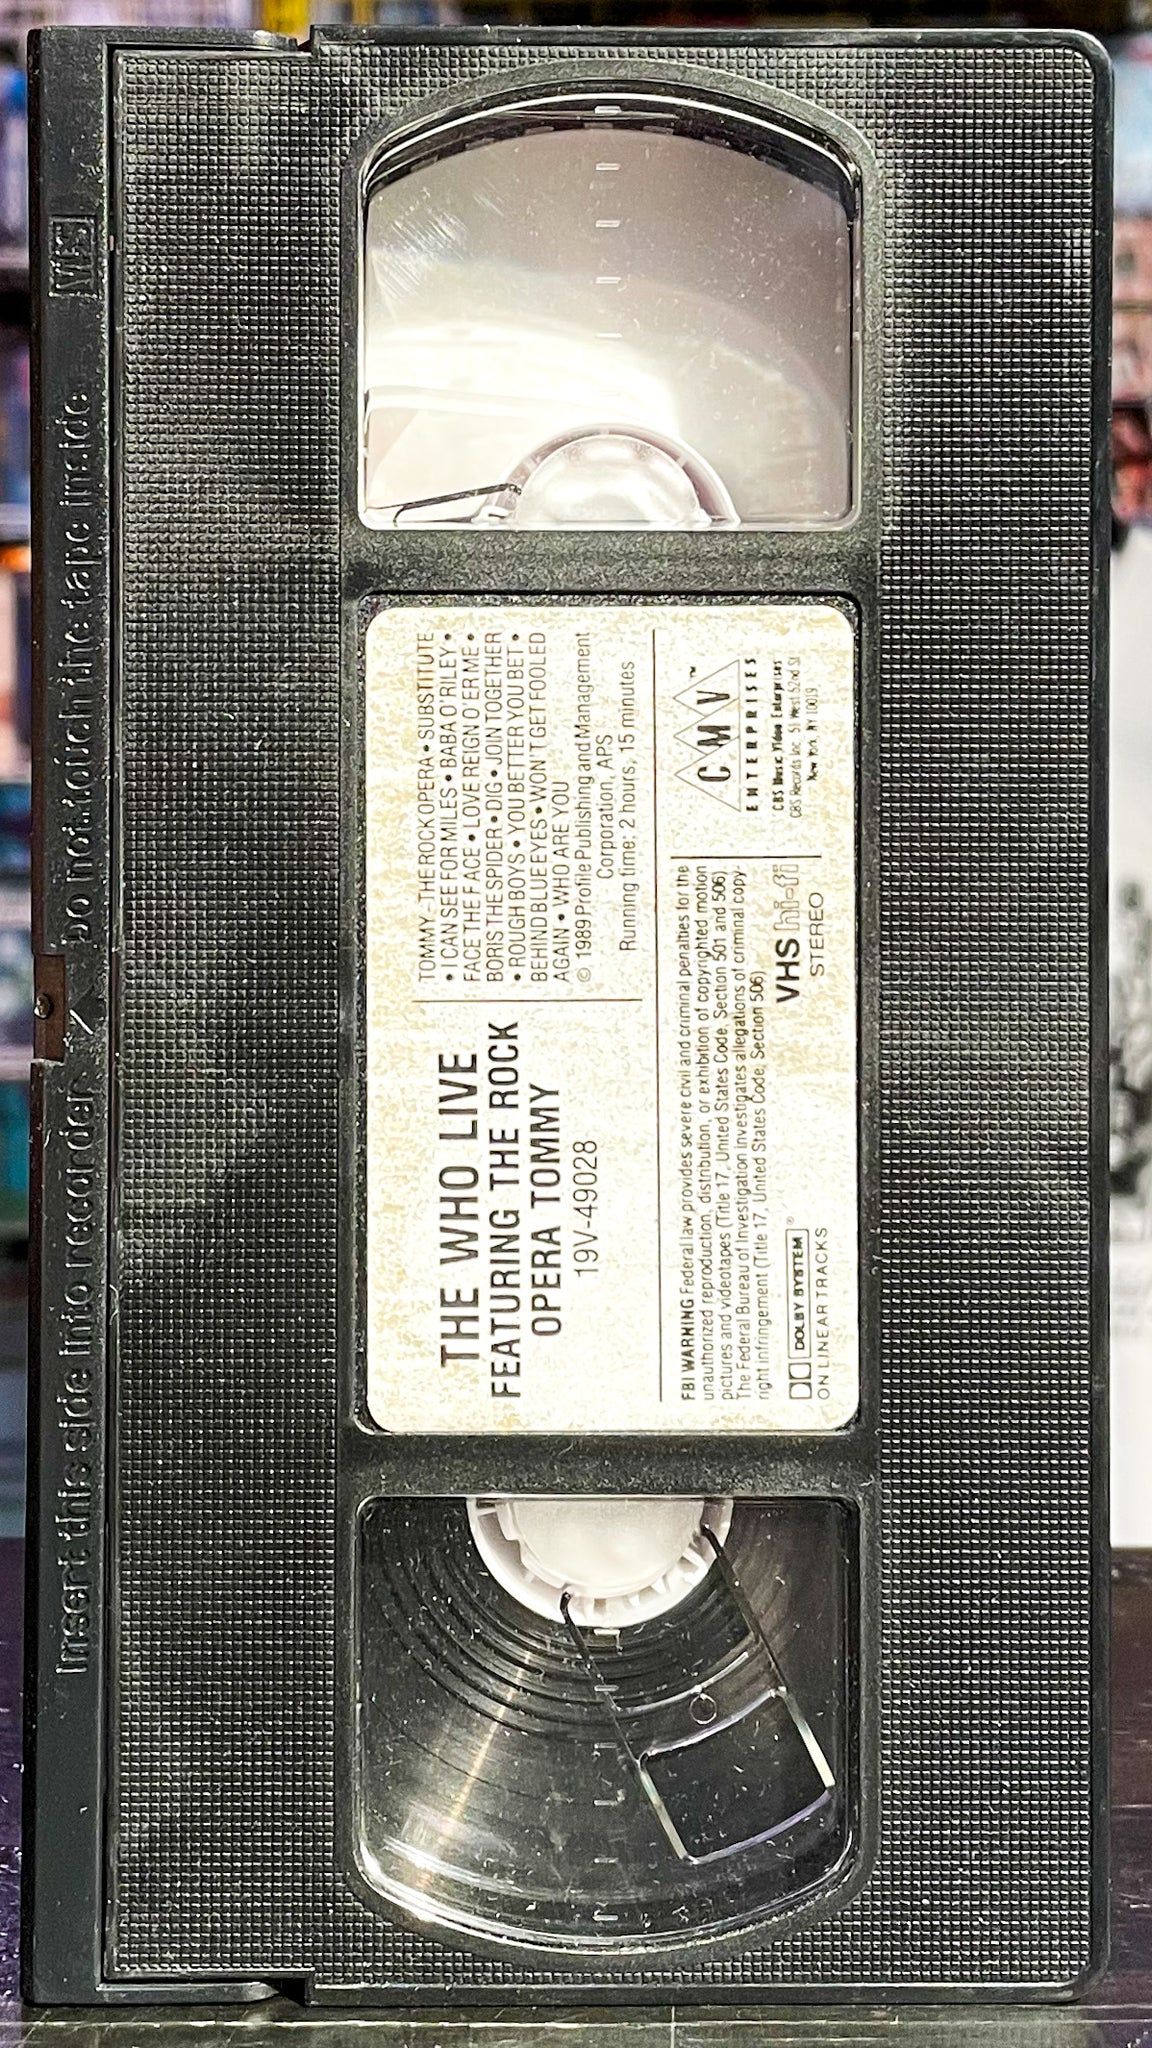 VHS
Insert this side into recorder
Do not touch the tape inside
THE WHO LIVE
FEATURING THE ROCK
OPERA TOMMY
19V-49028
TOMMY-THE ROCK OPERA • SUBSTITUTE
• I CAN SEE FOR MILES • BABA O'RILEY •
FACE THE FACE • LOVE REIGN O'ER ME •
BORIS THE SPIDER • DIG • JOIN TOGETHER
• ROUGH BOYS • YOU BETTER YOU BET •
BEHIND BLUE EYES • WON'T GET FOOLED
AGAIN • WHO ARE YOU
© 1989 Profile Publishing and Management
Corporation, APS
Running time: 2 hours, 15 minutes
FBI WARNING Federal law provides severe civil and criminal penalties for the
unauthorized reproduction, distribution, or exhibition of copyrighted motion
pictures and videotapes (Title 17, United States Code, Section 501 and 506)
The Federal Bureau of Investigation investigates allegations of criminal copy-
right infringement (Title 17, United States Code, Section 506)
DOLBY SYSTEM®
ON LINEAR TRACKS
VHS hi-fi
STEREO
CMV™
ENTERPRISES
CBS Music Video Enterprises
CBS Records Inc. 51 West 52nd St
New York, NY 10019